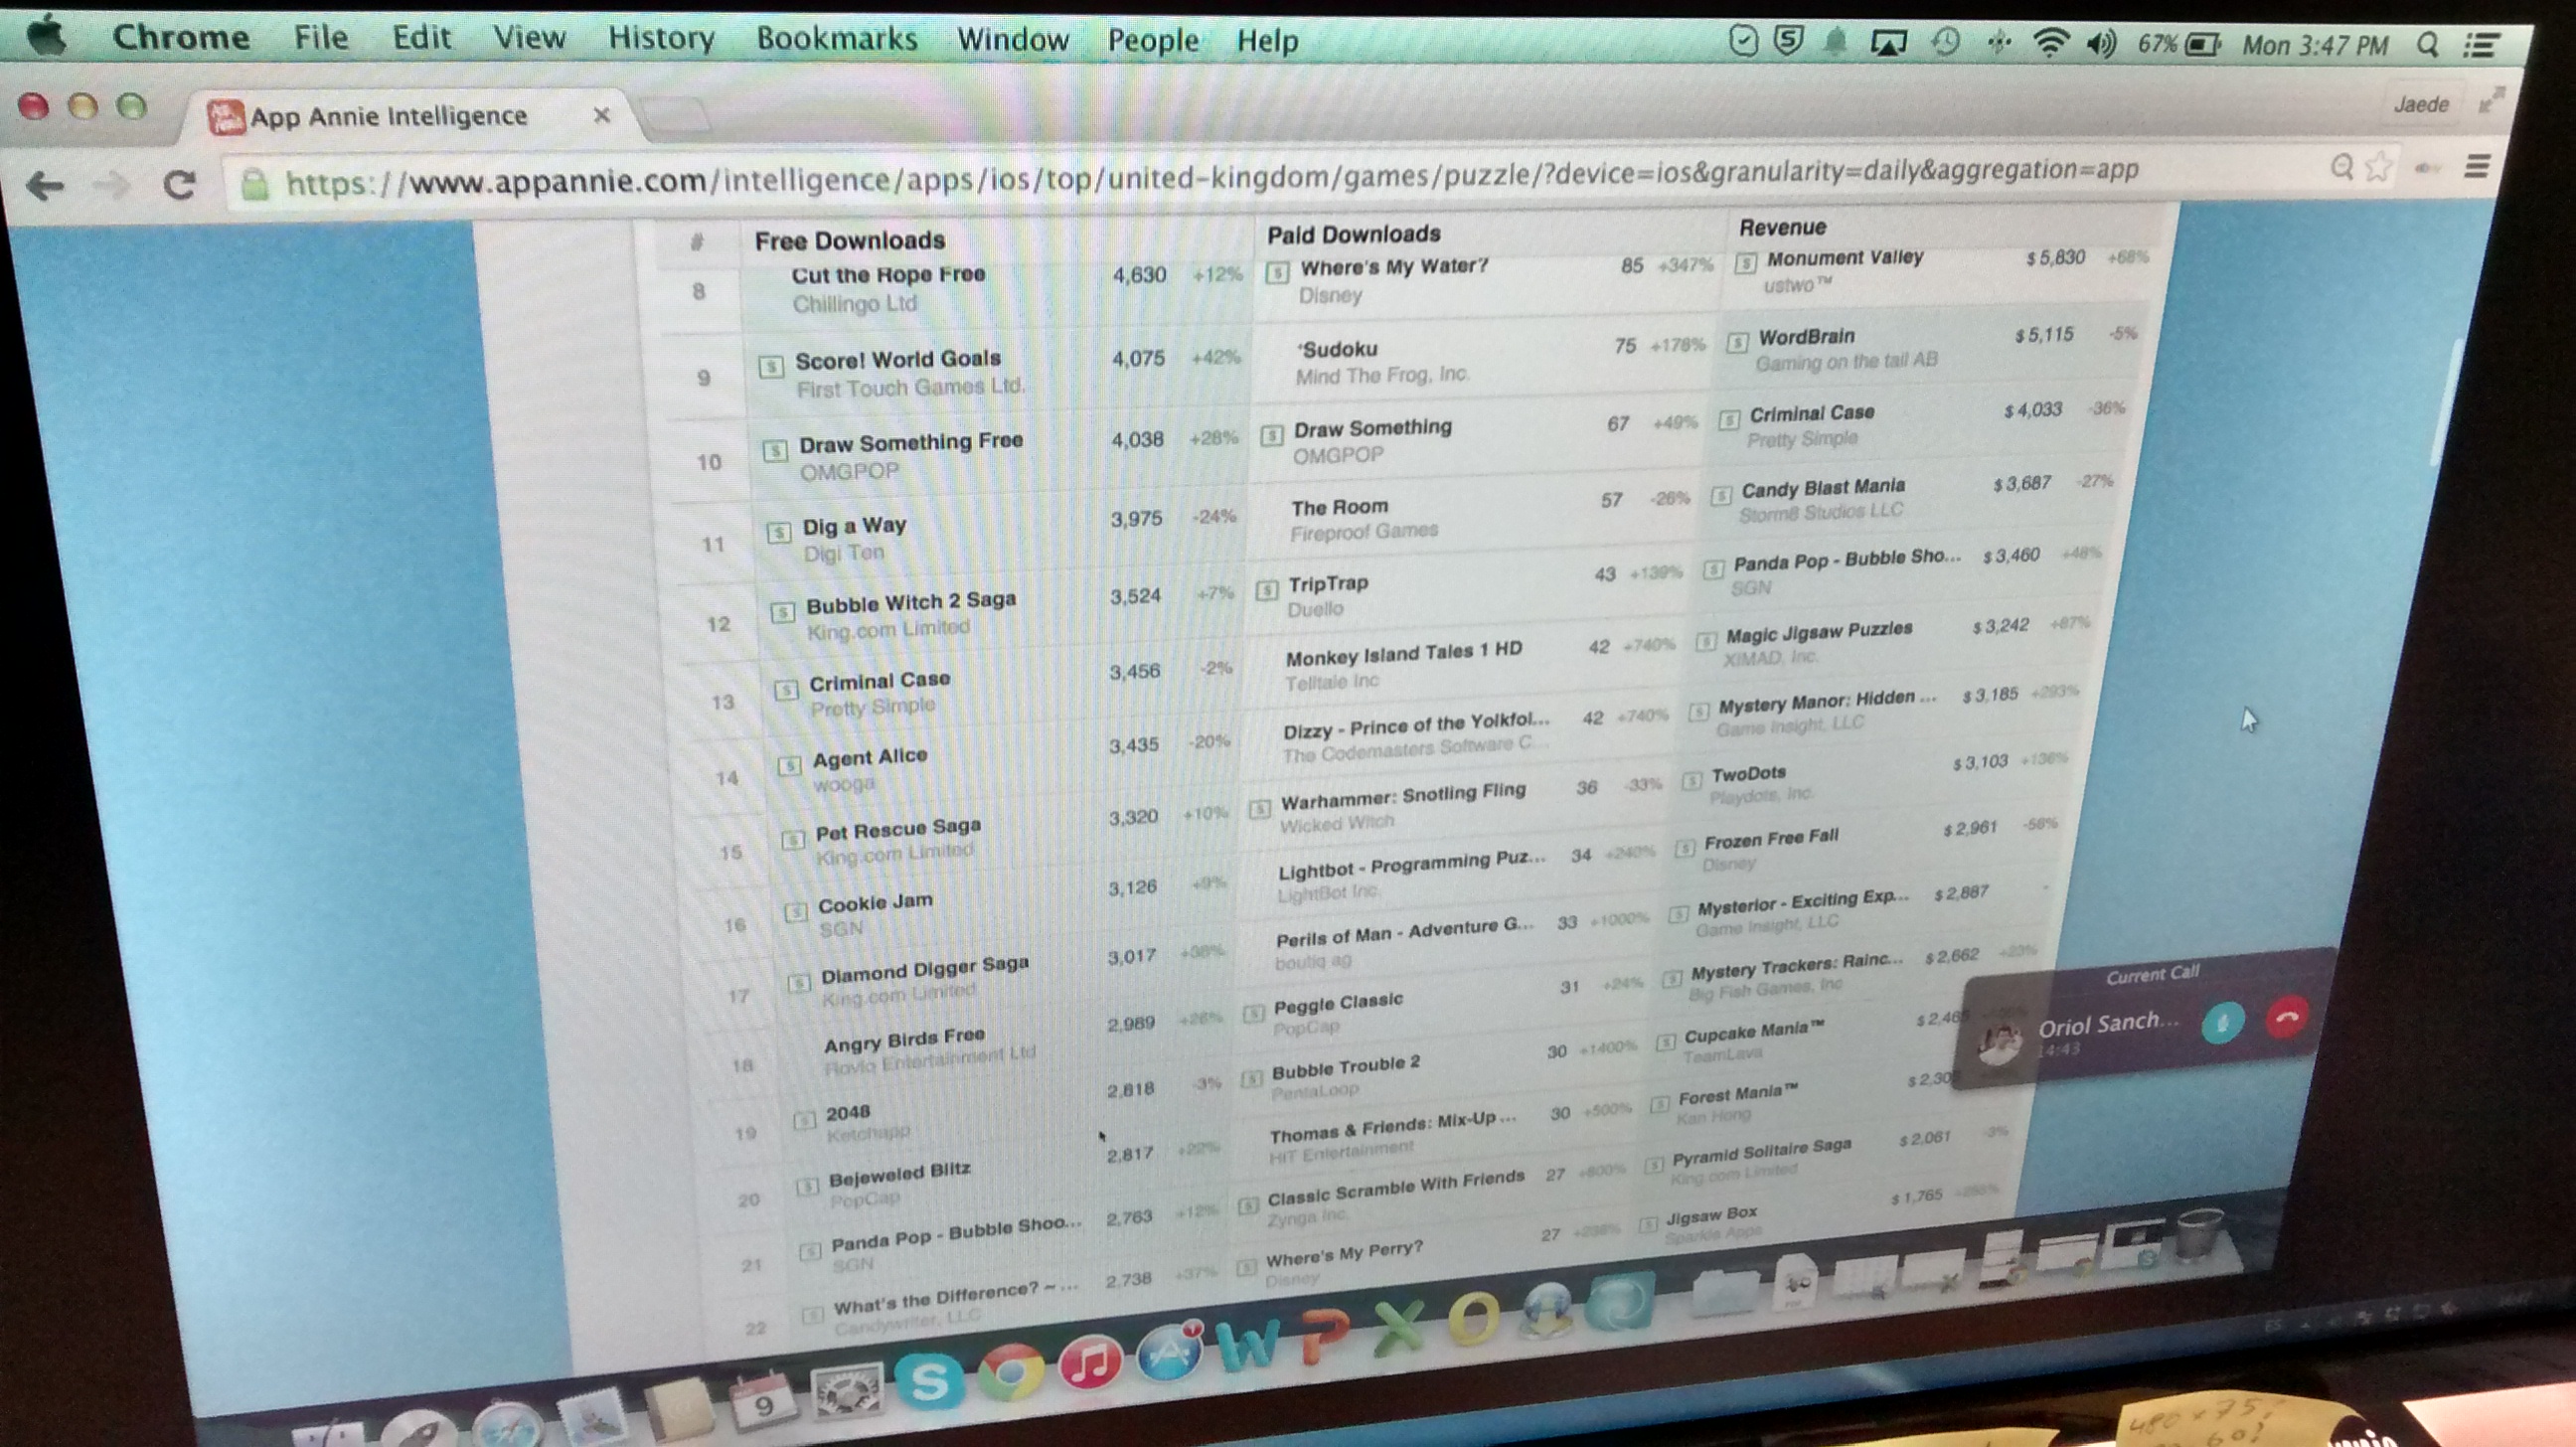 Chrome File Edit View History Bookmarks Window People Help 67% Mon 3:47 PM
App Annie Intelligence Jaede
https://www.appannie.com/intelligence/apps/ios/top/united-kingdom/games/puzzle/?device=ios&granularity=daily&aggregation=app
# Free Downloads Paid Downloads Revenue
8 Cut the Rope Free 4,630 +12% Where's My Water? 85 +347% Monument Valley $5,830 +68%
Chillingo Ltd Disney ustwo™
9 Score! World Goals 4,075 +42% *Sudoku 75 +178% WordBrain $5,115 -5%
First Touch Games Ltd. Mind The Frog, Inc. Gaming on the tail AB
10 Draw Something Free 4,038 +28% Draw Something 67 +49% Criminal Case $4,033 -36%
OMGPOP OMGPOP Pretty Simple
11 Dig a Way 3,975 -24% The Room 57 -26% Candy Blast Mania $3,687 -27%
Digi Ten Fireproof Games Storm8 Studios LLC
12 Bubble Witch 2 Saga 3,524 +7% TripTrap 43 +139% Panda Pop - Bubble Sho... $3,460 +48%
King.com Limited Duello SGN
13 Criminal Case 3,456 -2% Monkey Island Tales 1 HD 42 +740% Magic Jigsaw Puzzles $3,242 +87%
Pretty Simple Telltale Inc XIMAD, Inc.
14 Agent Alice 3,435 -20% Dizzy - Prince of the Yolkfol... 42 +740% Mystery Manor: Hidden ... $3,185 +293%
wooga The Codemasters Software C... Game Insight, LLC
15 Pet Rescue Saga 3,320 +10% Warhammer: Snotling Fling 36 -33% TwoDots $3,103 +136%
King.com Limited Wicked Witch Playdots, Inc.
16 Cookie Jam 3,126 +9% Lightbot - Programming Puz... 34 +240% Frozen Free Fall $2,961 -56%
SGN LightBot Inc. Disney
17 Diamond Digger Saga 3,017 +38% Perils of Man - Adventure G... 33 +1000% Mysterior - Exciting Exp... $2,887 -
King.com Limited boutiq ag Game Insight, LLC
18 Angry Birds Free 2,989 +26% Peggle Classic 31 +24% Mystery Trackers: Rainc... $2,662 +23%
Rovio Entertainment Ltd PopCap Big Fish Games, Inc
19 2048 2,818 -3% Bubble Trouble 2 30 +1400% Cupcake Mania™ $2,46
Ketchapp PentaLoop TeamLava
20 Bejeweled Blitz 2,817 +22% Thomas & Friends: Mix-Up ... 30 +500% Forest Mania™ $2,30
PopCap HIT Entertainment Kan Hong
21 Panda Pop - Bubble Shoo... 2,763 +12% Classic Scramble With Friends 27 +800% Pyramid Solitaire Saga $2,061 -3%
SGN Zynga Inc. King.com Limited
22 What's the Difference? ~ ... 2,738 +37% Where's My Perry? 27 Jigsaw Box $1,765
Candywriter, LLC Disney Sparkle Apps
Current Call
Oriol Sanch...
14:43
9
ES
480 x 75?
60?